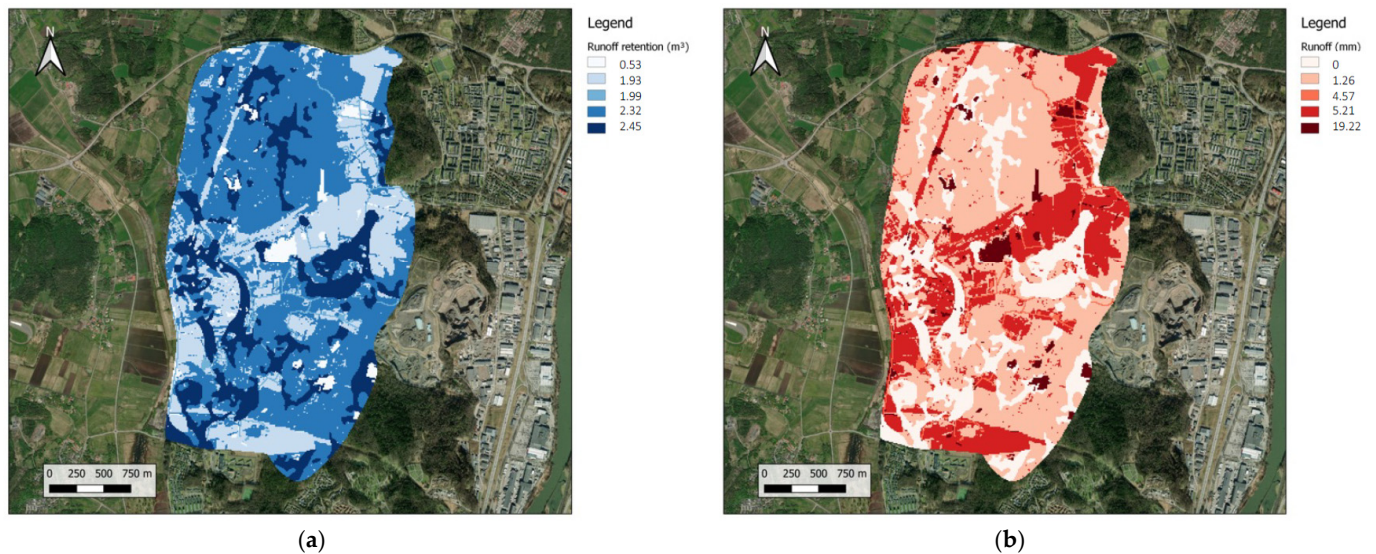 Legend
Runoff retention (m³)
0.53
1.93
1.99
2.32
2.45
N
0 250 500 750 m
(a)
Legend
Runoff (mm)
0
1.26
4.57
5.21
19.22
N
0 250 500 750 m
(b)